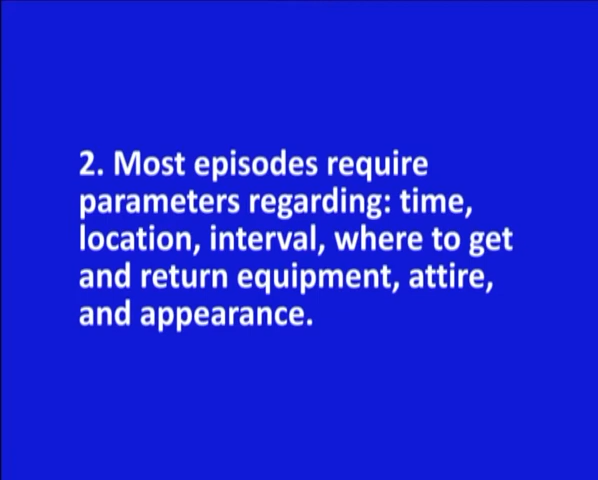 2. Most episodes require
parameters regarding: time,
location, interval, where to get
and return equipment, attire,
and appearance.